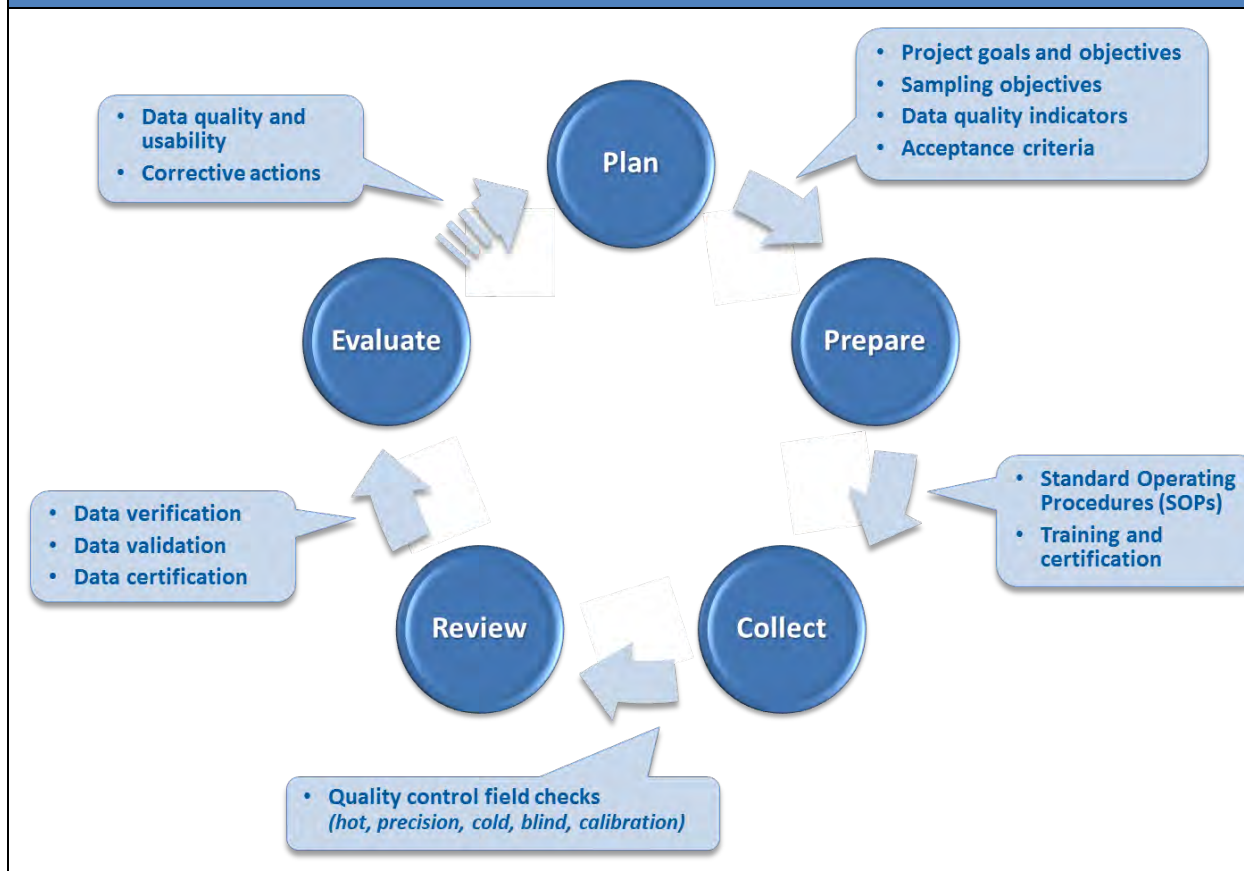 Plan
• Project goals and objectives
• Sampling objectives
• Data quality indicators
• Acceptance criteria
Prepare
• Standard Operating
Procedures (SOPs)
• Training and
certification
Collect
• Quality control field checks
(hot, precision, cold, blind, calibration)
Review
• Data verification
• Data validation
• Data certification
Evaluate
• Data quality and
usability
• Corrective actions